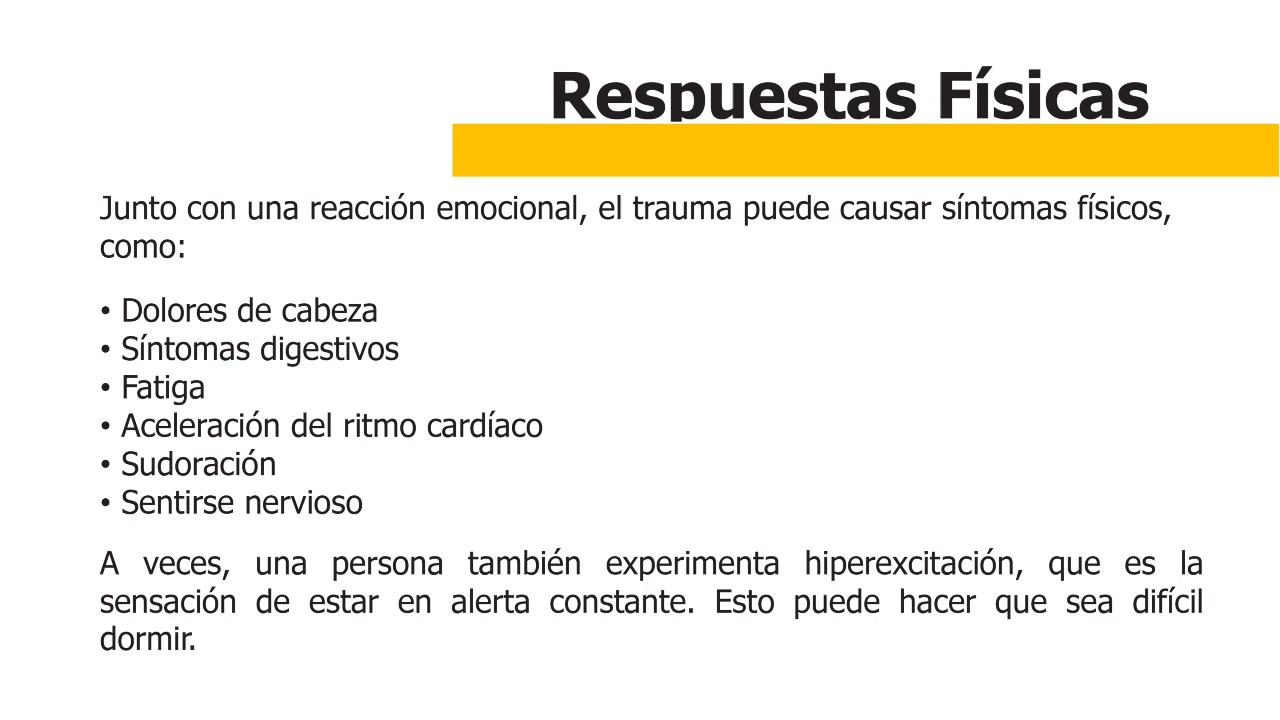 Respuestas Físicas
Junto con una reacción emocional, el trauma puede causar síntomas físicos,
como:
• Dolores de cabeza
• Síntomas digestivos
• Fatiga
• Aceleración del ritmo cardíaco
• Sudoración
• Sentirse nervioso
A veces, una persona también experimenta hiperexcitación, que es la
sensación de estar en alerta constante. Esto puede hacer que sea difícil
dormir.